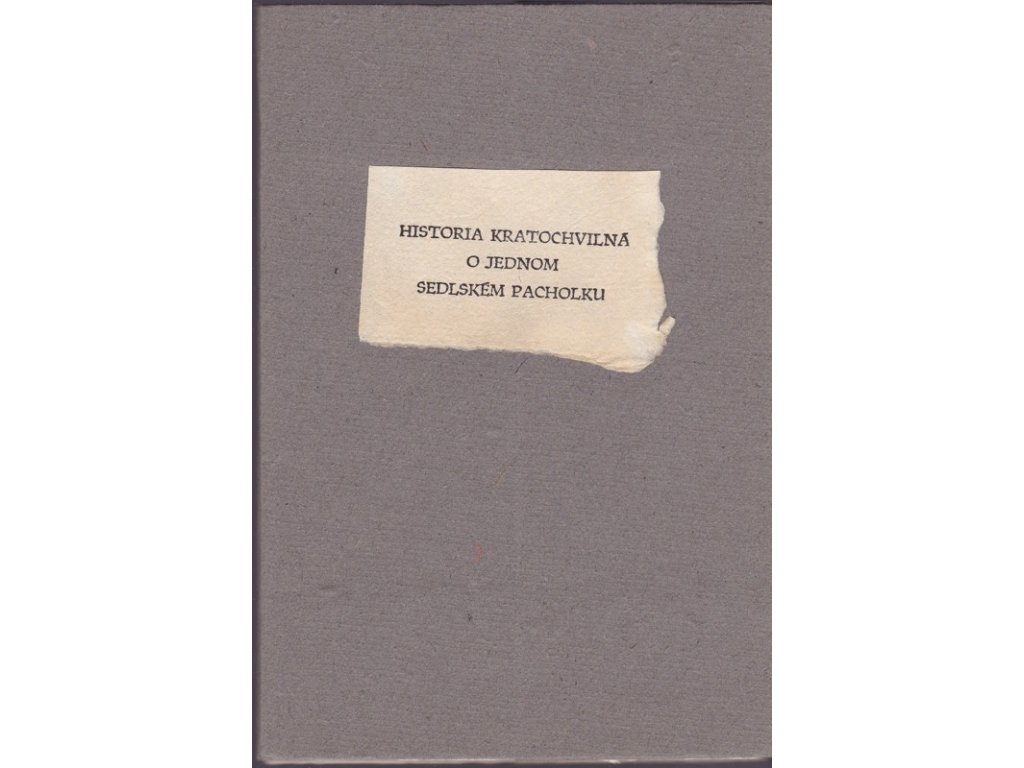 HISTORIA KRATOCHVILNÁ
O JEDNOM
SEDLSKÉM PACHOLKU